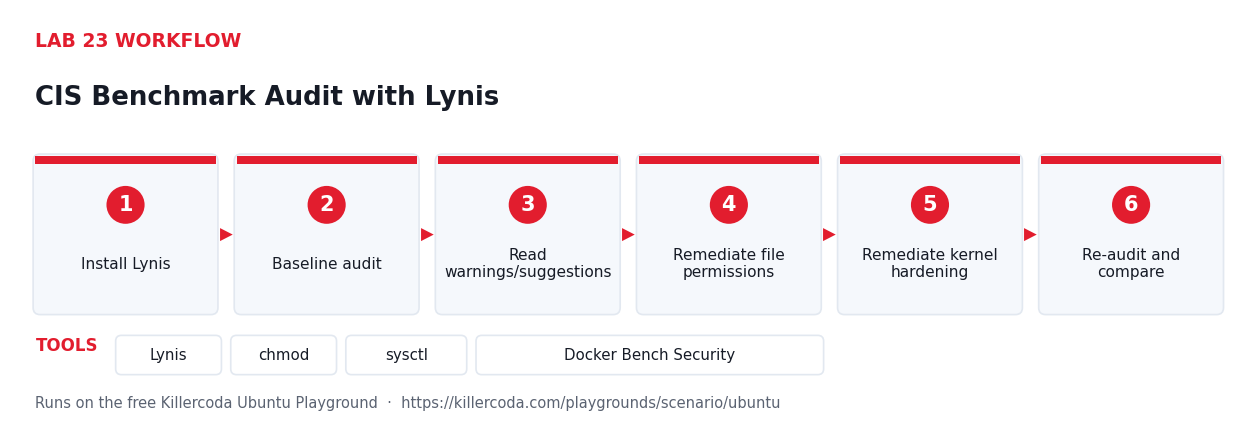 LAB 23 WORKFLOW
CIS Benchmark Audit with Lynis
1
Install Lynis
2
Baseline audit
3
Read
warnings/suggestions
4
Remediate file
permissions
5
Remediate kernel
hardening
6
Re-audit and
compare
TOOLS
Lynis
chmod
sysctl
Docker Bench Security
Runs on the free Killercoda Ubuntu Playground · https://killercoda.com/playgrounds/scenario/ubuntu